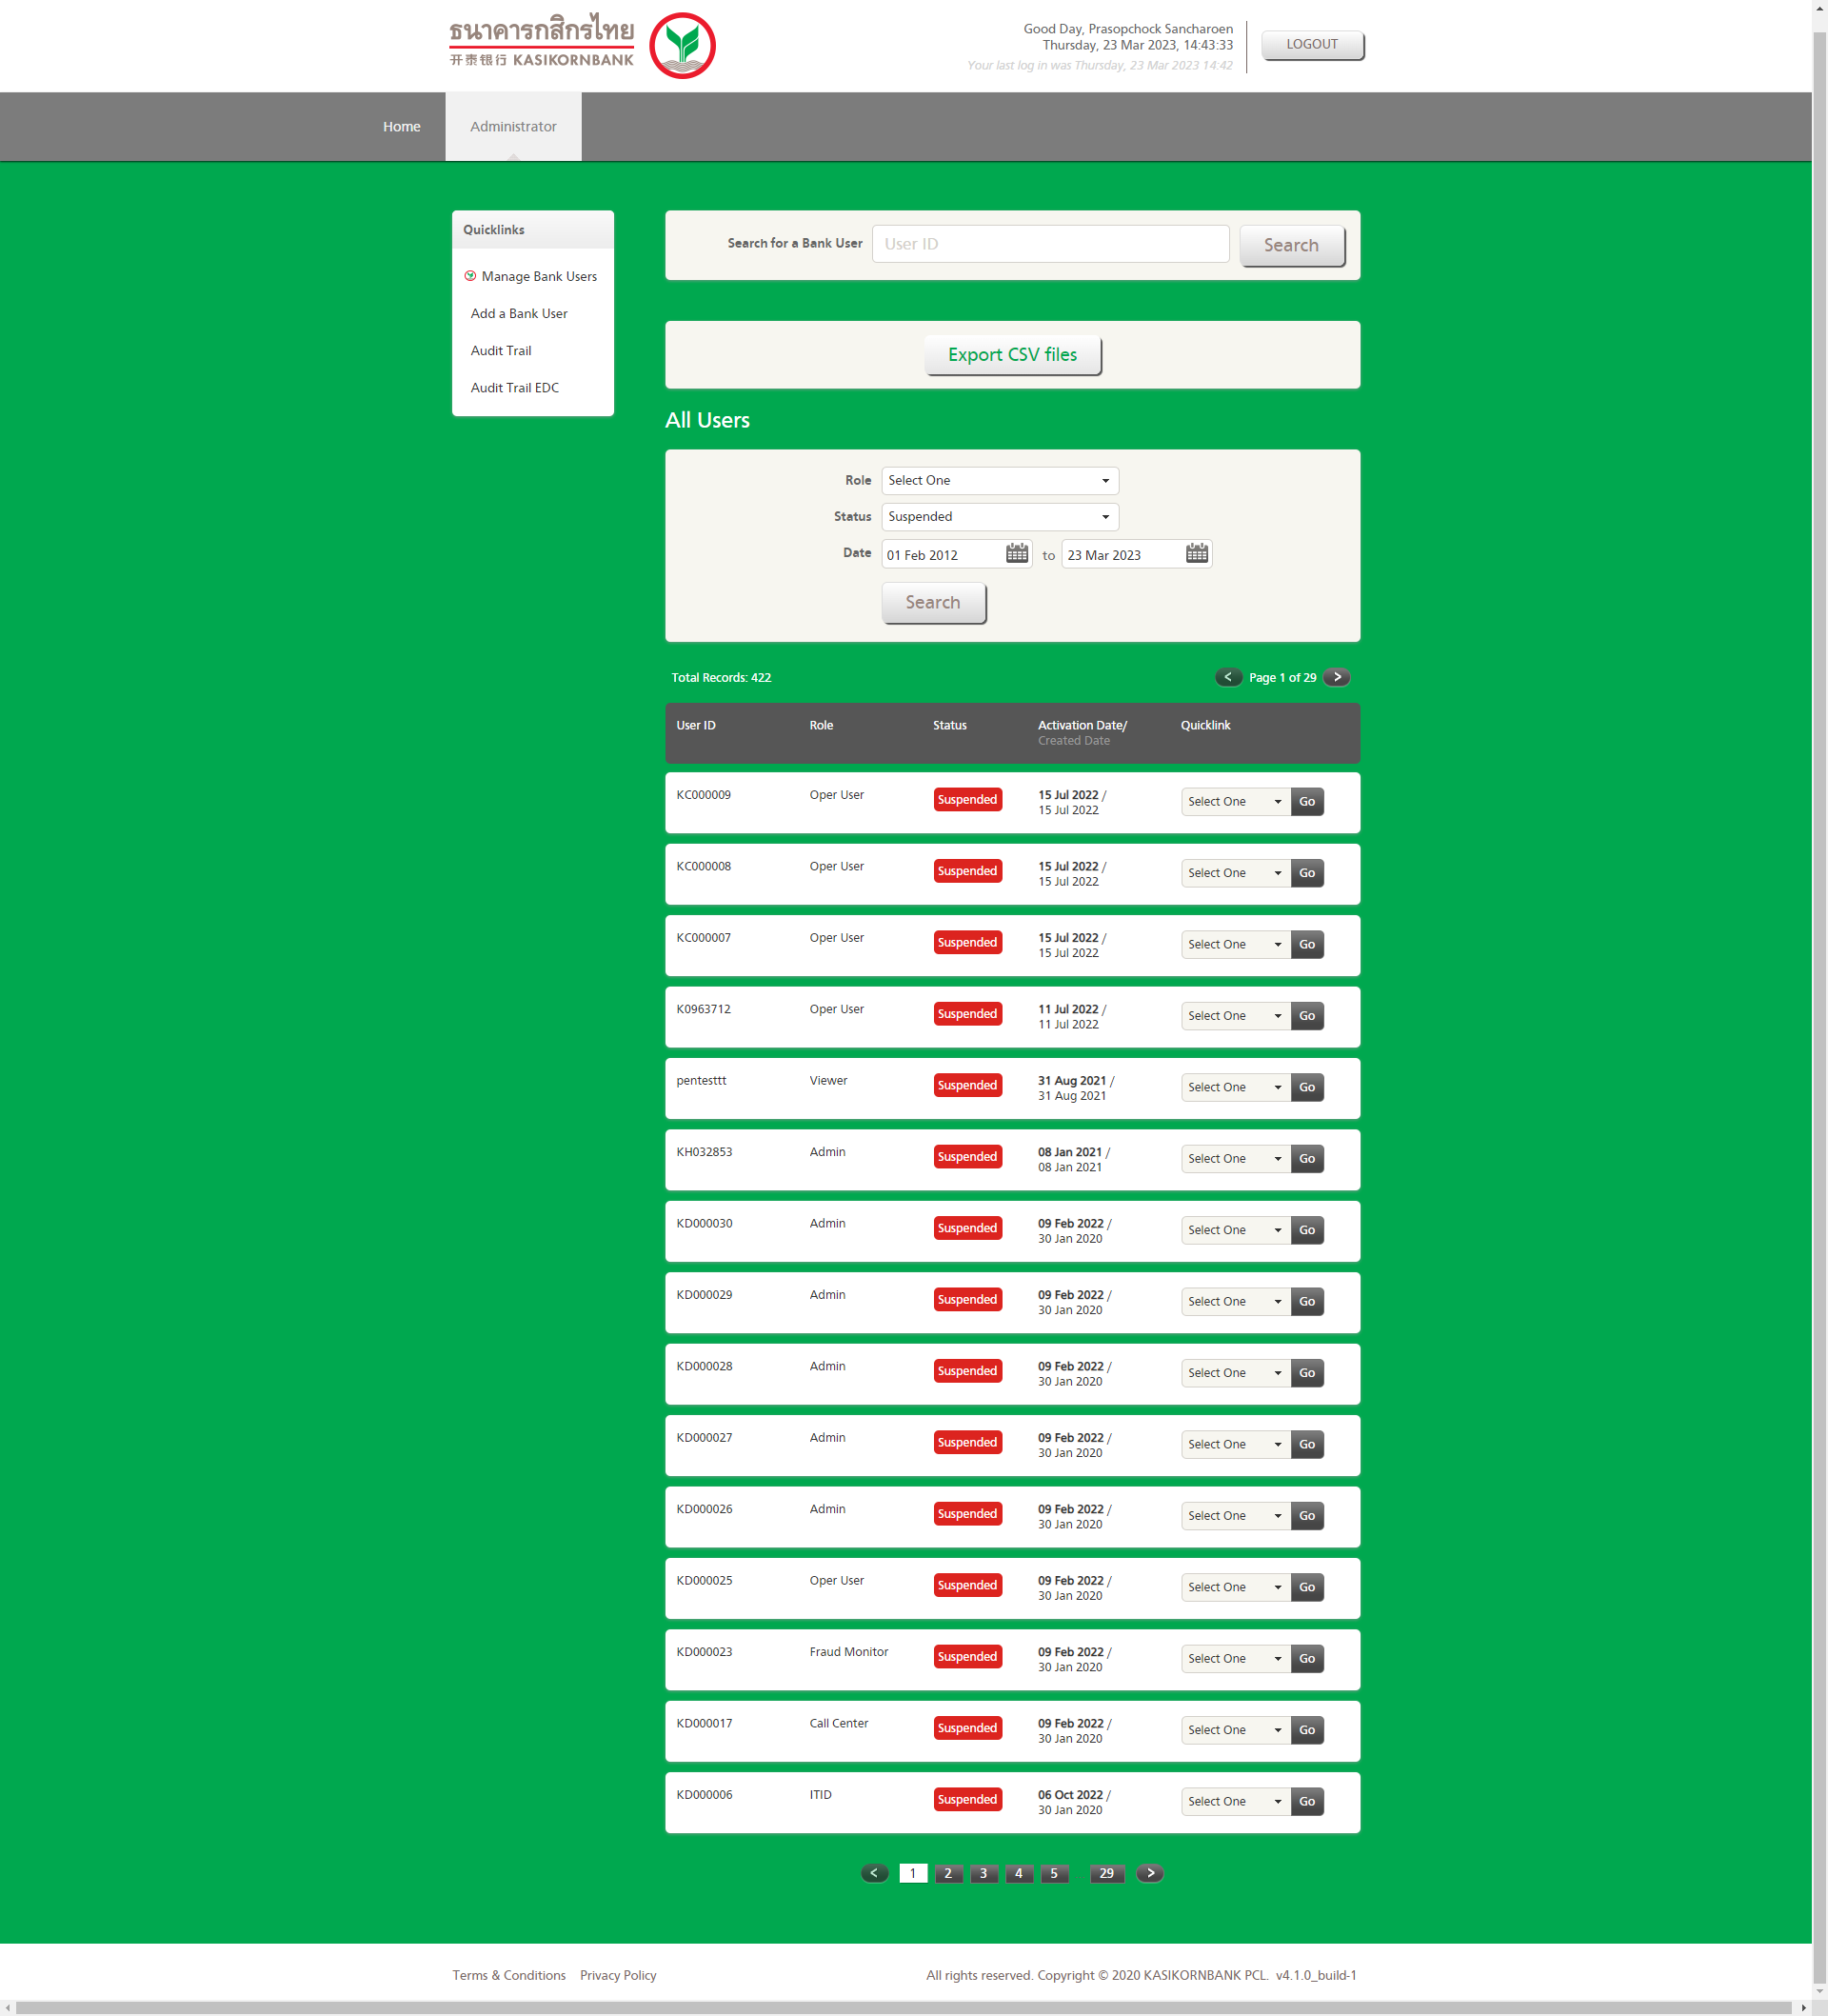 ธนาคารกสิกรไทย
开泰银行 KASIKORNBANK
Good Day, Prasopchock Sancharoen
Thursday, 23 Mar 2023, 14:43:33
Your last log in was Thursday, 23 Mar 2023 14:42
LOGOUT
Home Administrator
Quicklinks
Manage Bank Users
Add a Bank User
Audit Trail
Audit Trail EDC
Search for a Bank User User ID Search
Export CSV files
All Users
Role Select One
Status Suspended
Date 01 Feb 2012 to 23 Mar 2023
Search
Total Records: 422 < Page 1 of 29 >
User ID Role Status Activation Date/ Quicklink
Created Date
KC000009 Oper User Suspended 15 Jul 2022 / Select One Go
15 Jul 2022
KC000008 Oper User Suspended 15 Jul 2022 / Select One Go
15 Jul 2022
KC000007 Oper User Suspended 15 Jul 2022 / Select One Go
15 Jul 2022
K0963712 Oper User Suspended 11 Jul 2022 / Select One Go
11 Jul 2022
pentesttt Viewer Suspended 31 Aug 2021 / Select One Go
31 Aug 2021
KH032853 Admin Suspended 08 Jan 2021 / Select One Go
08 Jan 2021
KD000030 Admin Suspended 09 Feb 2022 / Select One Go
30 Jan 2020
KD000029 Admin Suspended 09 Feb 2022 / Select One Go
30 Jan 2020
KD000028 Admin Suspended 09 Feb 2022 / Select One Go
30 Jan 2020
KD000027 Admin Suspended 09 Feb 2022 / Select One Go
30 Jan 2020
KD000026 Admin Suspended 09 Feb 2022 / Select One Go
30 Jan 2020
KD000025 Oper User Suspended 09 Feb 2022 / Select One Go
30 Jan 2020
KD000023 Fraud Monitor Suspended 09 Feb 2022 / Select One Go
30 Jan 2020
KD000017 Call Center Suspended 09 Feb 2022 / Select One Go
30 Jan 2020
KD000006 ITID Suspended 06 Oct 2022 / Select One Go
30 Jan 2020
< 1 2 3 4 5 29 >
Terms & Conditions Privacy Policy All rights reserved. Copyright © 2020 KASIKORNBANK PCL. v4.1.0_build-1